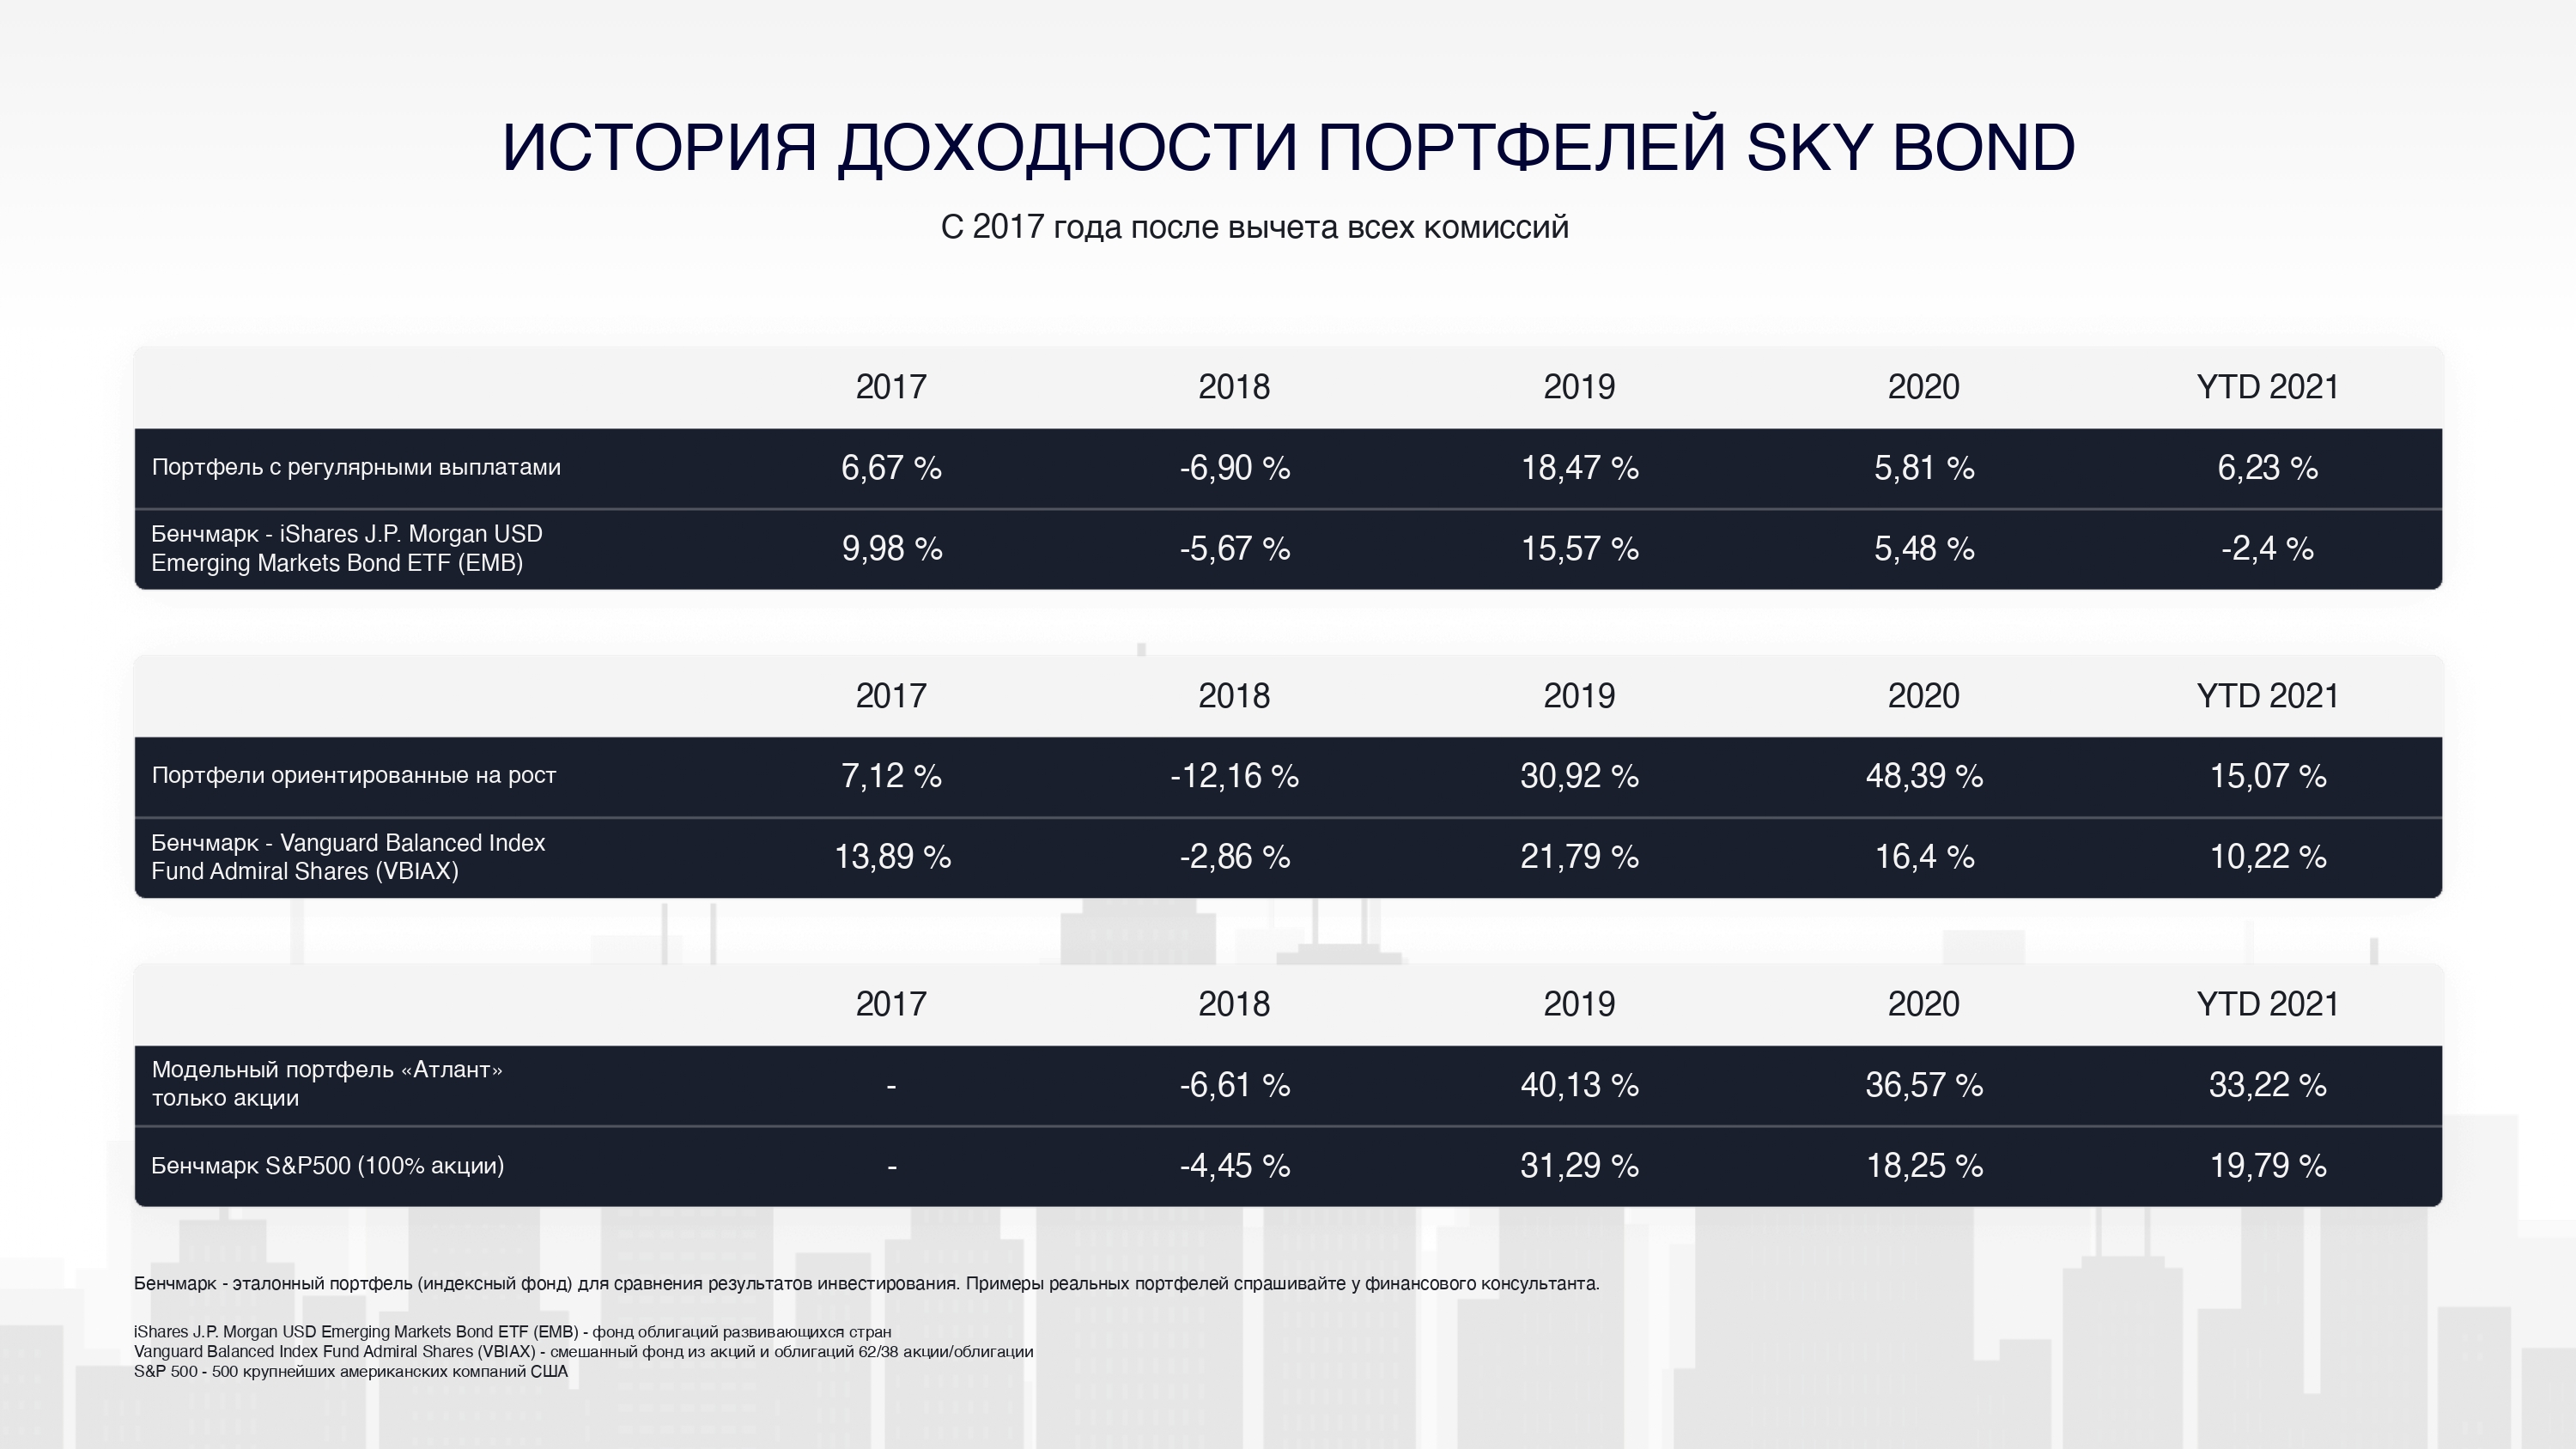 ИСТОРИЯ ДОХОДНОСТИ ПОРТФЕЛЕЙ SKY BOND
С 2017 года после вычета всех комиссий
2017 2018 2019 2020 YTD 2021
Портфель с регулярными выплатами 6,67 % -6,90 % 18,47 % 5,81 % 6,23 %
Бенчмарк - iShares J.P. Morgan USD
Emerging Markets Bond ETF (EMB) 9,98 % -5,67 % 15,57 % 5,48 % -2,4 %
2017 2018 2019 2020 YTD 2021
Портфели ориентированные на рост 7,12 % -12,16 % 30,92 % 48,39 % 15,07 %
Бенчмарк - Vanguard Balanced Index
Fund Admiral Shares (VBIAX) 13,89 % -2,86 % 21,79 % 16,4 % 10,22 %
2017 2018 2019 2020 YTD 2021
Модельный портфель «Атлант»
только акции - -6,61 % 40,13 % 36,57 % 33,22 %
Бенчмарк S&P500 (100% акции) - -4,45 % 31,29 % 18,25 % 19,79 %
Бенчмарк - эталонный портфель (индексный фонд) для сравнения результатов инвестирования. Примеры реальных портфелей спрашивайте у финансового консультанта.
iShares J.P. Morgan USD Emerging Markets Bond ETF (EMB) - фонд облигаций развивающихся стран
Vanguard Balanced Index Fund Admiral Shares (VBIAX) - смешанный фонд из акций и облигаций 62/38 акции/облигации
S&P 500 - 500 крупнейших американских компаний США